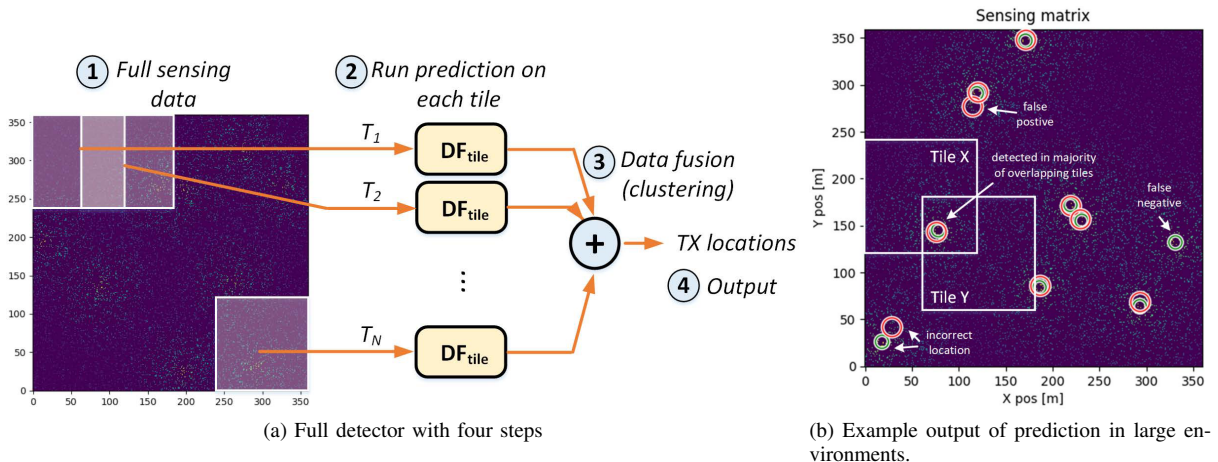 1 Full sensing data
2 Run prediction on each tile
350
300
250
200
150
100
50
0
0 50 100 150 200 250 300 350
T1
DFtile
T2
DFtile
⋮
TN
DFtile
3 Data fusion (clustering)
+
TX locations
4 Output
(a) Full detector with four steps
Sensing matrix
Y pos [m]
350
300
250
200
150
100
50
0
0 50 100 150 200 250 300 350
X pos [m]
false
postive
Tile X
detected in majority
of overlapping tiles
false
negative
Tile Y
incorrect
location
(b) Example output of prediction in large en-
vironments.